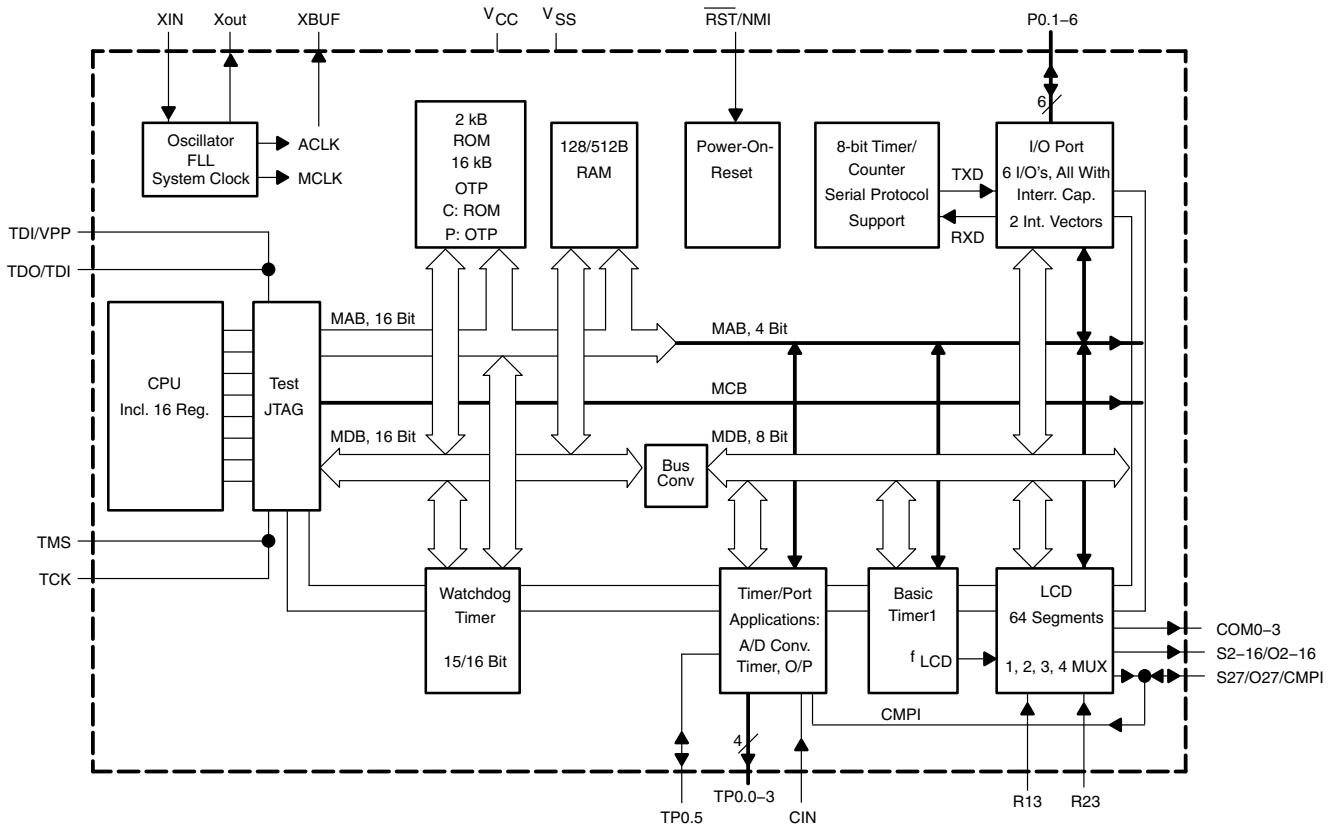 XIN
Xout
XBUF
VCC
VSS
RST/NMI
P0.1–6
6
Oscillator
FLL
System Clock
ACLK
MCLK
2 kB
ROM
16 kB
OTP
C: ROM
P: OTP
128/512B
RAM
Power-On-
Reset
8-bit Timer/
Counter
Serial Protocol
Support
TXD
RXD
I/O Port
6 I/O's, All With
Interr. Cap.
2 Int. Vectors
TDI/VPP
TDO/TDI
MAB, 16 Bit
MAB, 4 Bit
CPU
Incl. 16 Reg.
Test
JTAG
MCB
MDB, 16 Bit
MDB, 8 Bit
Bus
Conv
TMS
TCK
Watchdog
Timer
15/16 Bit
Timer/Port
Applications:
A/D Conv.
Timer, O/P
Basic
Timer1
f LCD
LCD
64 Segments
1, 2, 3, 4 MUX
COM0–3
S2–16/O2–16
S27/O27/CMPI
CMPI
4
TP0.5
TP0.0–3
CIN
R13
R23